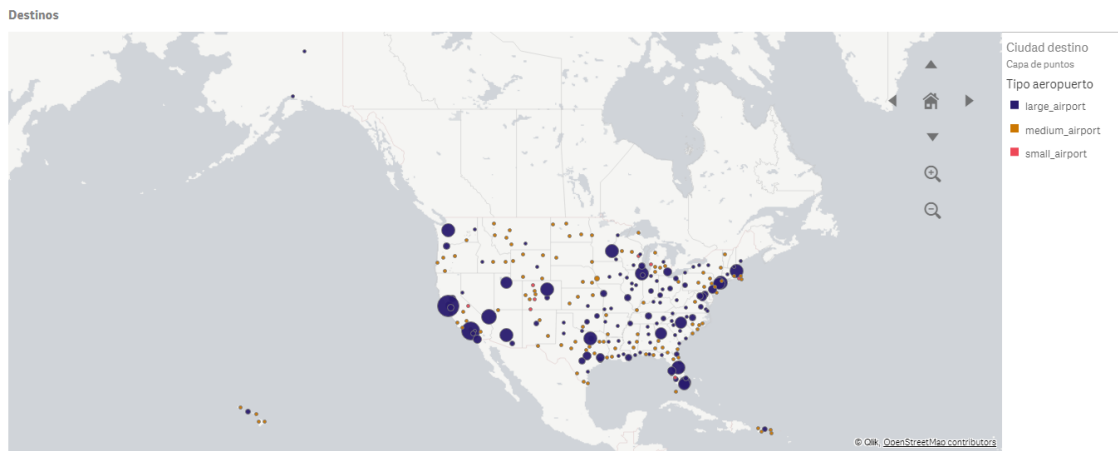 Destinos
Ciudad destino
Capa de puntos
Tipo aeropuerto
large_airport
medium_airport
small_airport
© Qlik, OpenStreetMap contributors